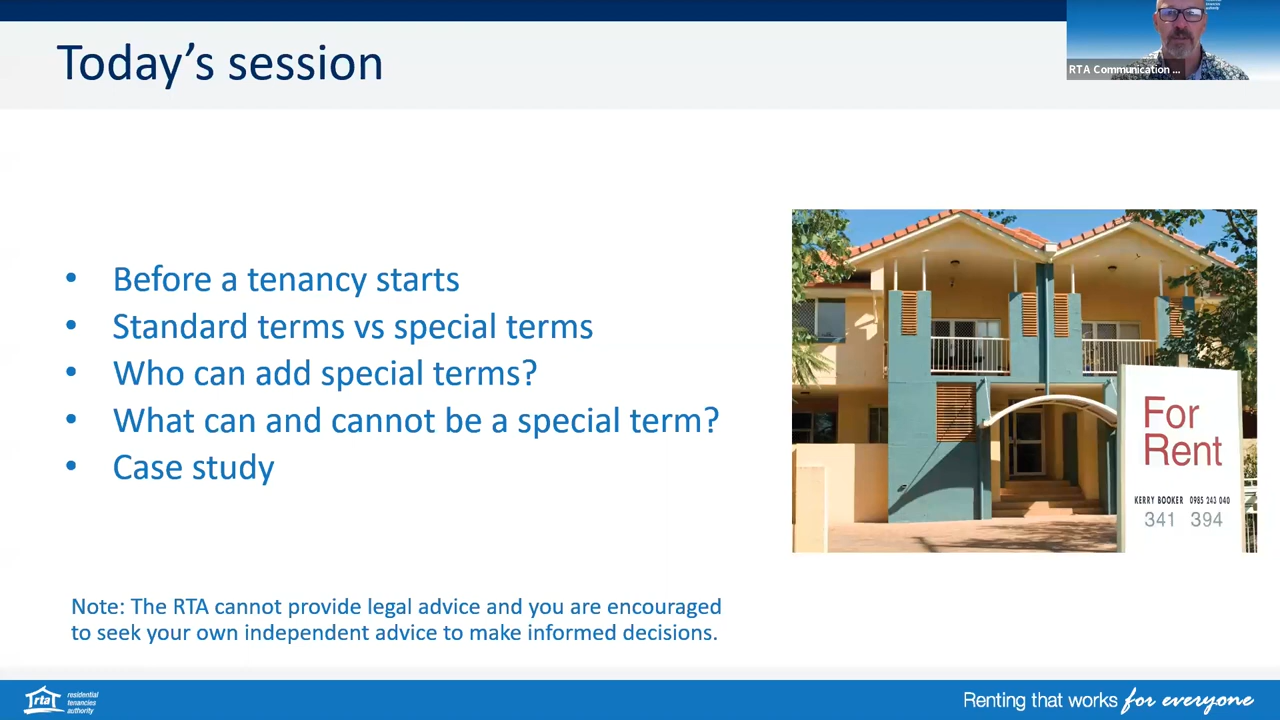 Today's session
RTA Communication ...
• Before a tenancy starts
• Standard terms vs special terms
• Who can add special terms?
• What can and cannot be a special term?
• Case study
For
Rent
KERRY BOOKER 0985 243 040
341 394
Note: The RTA cannot provide legal advice and you are encouraged
to seek your own independent advice to make informed decisions.
rta
residential
tenancies
authority
Renting that works for everyone